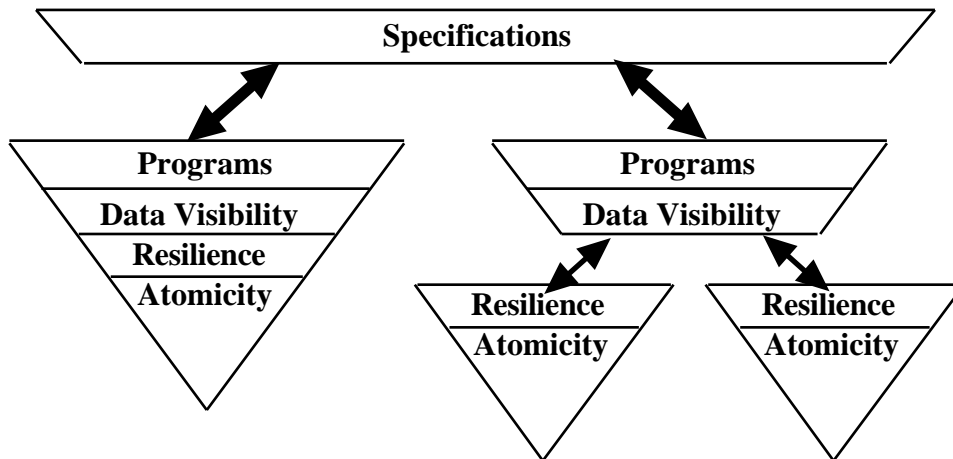 Specifications
Programs
Data Visibility
Resilience
Atomicity
Programs
Data Visibility
Resilience
Atomicity
Resilience
Atomicity